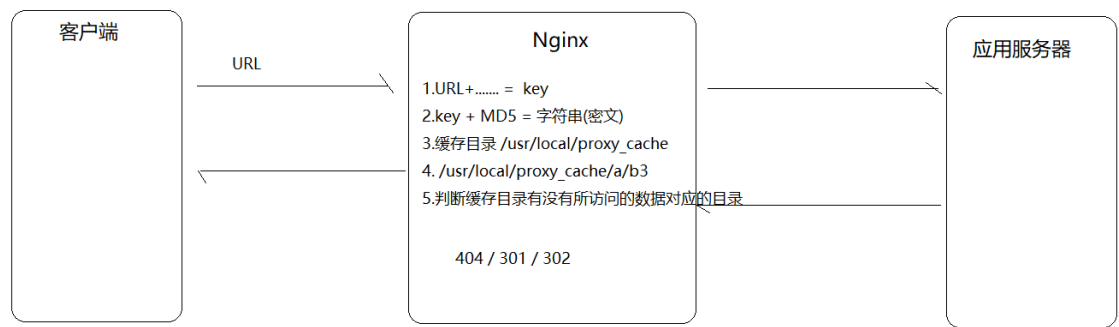 客户端
URL
Nginx
1.URL+....... = key
2.key + MD5 = 字符串(密文)
3.缓存目录 /usr/local/proxy_cache
4. /usr/local/proxy_cache/a/b3
5.判断缓存目录有没有所访问的数据对应的目录
404 / 301 / 302
应用服务器